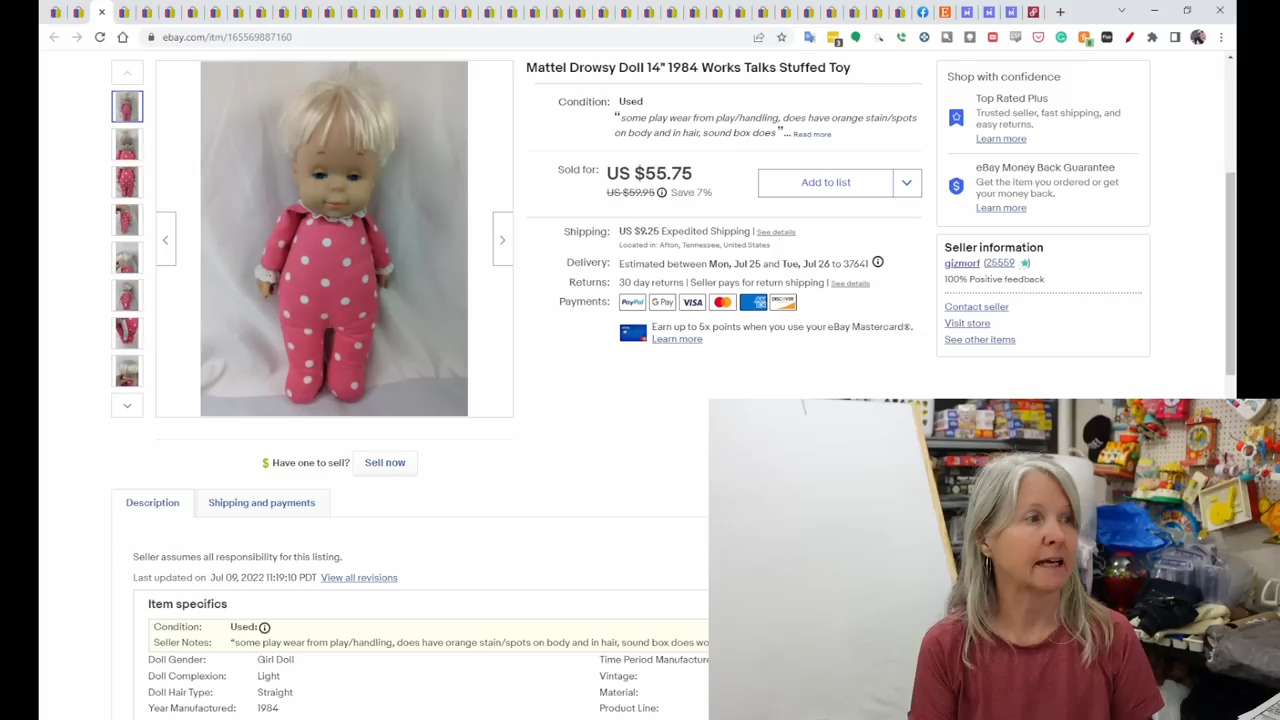 ebay.com/itm/165569887160
Mattel Drowsy Doll 14" 1984 Works Talks Stuffed Toy
Condition: Used
“some play wear from play/handling, does have orange stain/spots
on body and in hair, sound box does”... Read more
Sold for: US $55.75
US $59.95 Save 7%
Add to list
Shipping: US $9.25 Expedited Shipping | See details
Located in: Afton, Tennessee, United States
Delivery: Estimated between Mon, Jul 25 and Tue, Jul 26 to 37641
Returns: 30 day returns | Seller pays for return shipping | See details
Payments: PayPal G Pay VISA DISCOVER
Earn up to 5x points when you use your eBay Mastercard®.
Learn more
Shop with confidence
Top Rated Plus
Trusted seller, fast shipping, and
easy returns.
Learn more
eBay Money Back Guarantee
Get the item you ordered or get
your money back.
Learn more
Seller information
gizmorf (25559
100% Positive feedback
Contact seller
Visit store
See other items
$ Have one to sell? Sell now
Description Shipping and payments
Seller assumes all responsibility for this listing.
Last updated on Jul 09, 2022 11:19:10 PDT View all revisions
Item specifics
Condition: Used:
Seller Notes: “some play wear from play/handling, does have orange stain/spots on body and in hair, sound box does wo
Doll Gender: Girl Doll Time Period Manufacture
Doll Complexion: Light Vintage:
Doll Hair Type: Straight Material:
Year Manufactured: 1984 Product Line: